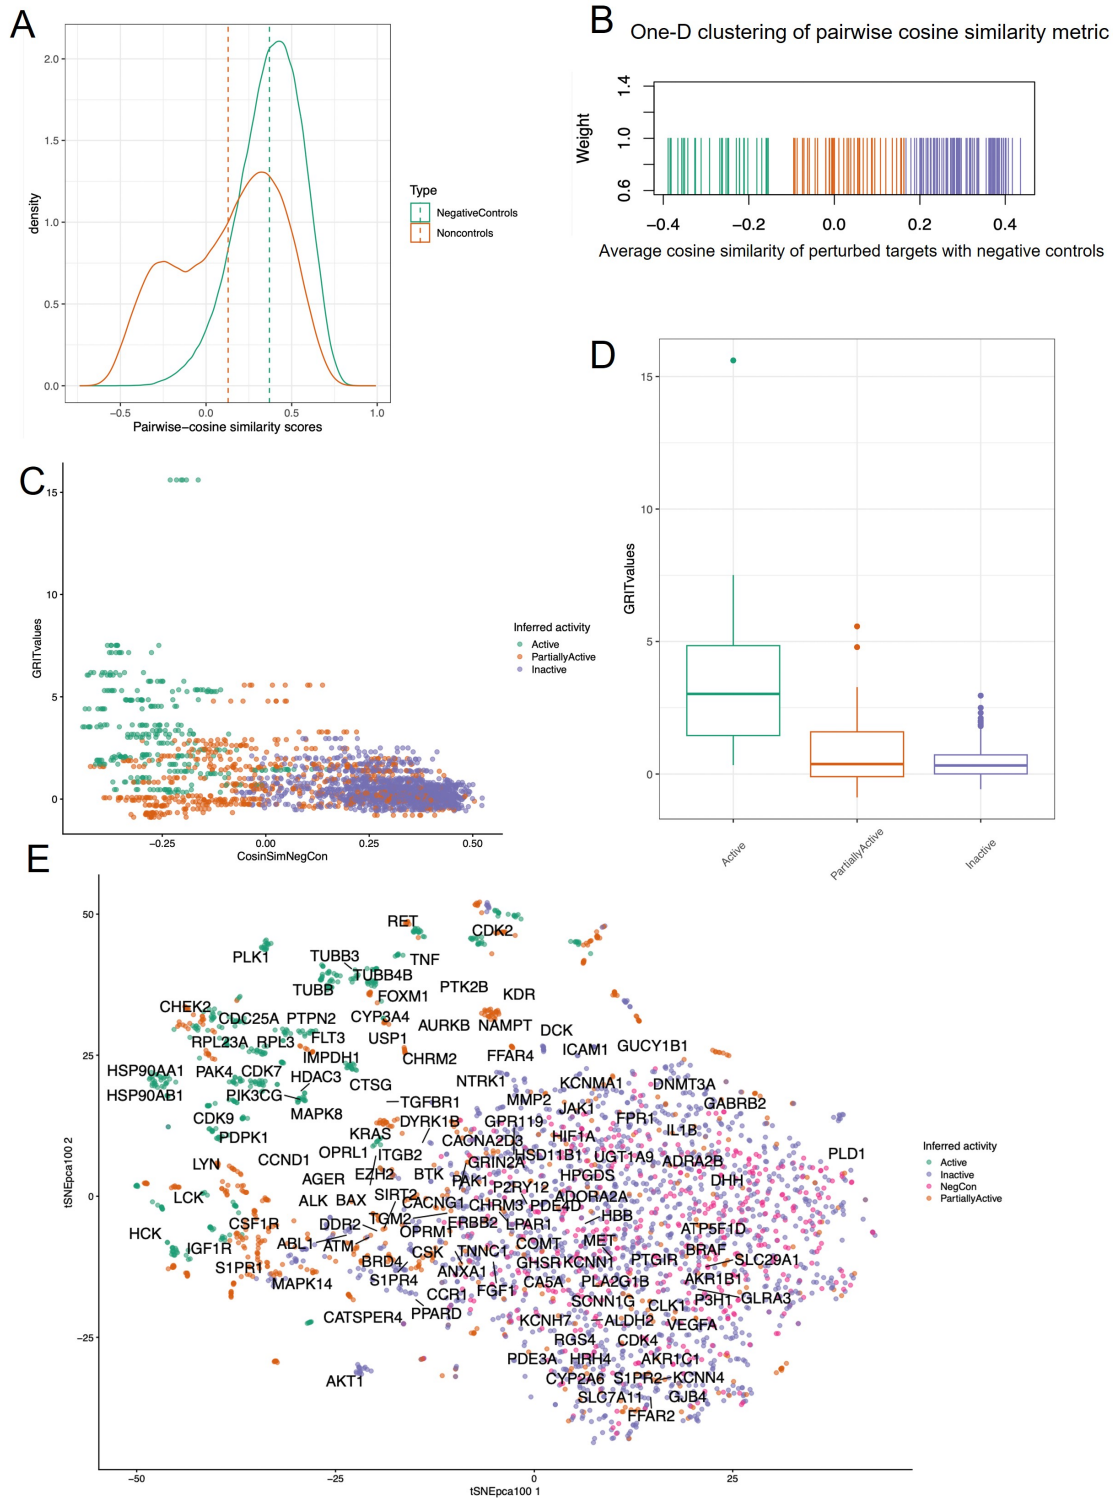 A
2.0
1.5
1.0
0.5
0.0
density
−0.5
0.0
0.5
1.0
Pairwise−cosine similarity scores
Type
NegativeControls
Noncontrols
B
One-D clustering of pairwise cosine similarity metric
Weight
1.4
1.0
0.6
−0.4
−0.2
0.0
0.2
0.4
Average cosine similarity of perturbed targets with negative controls
C
15
10
5
0
GRITvalues
−0.25
0.00
0.25
0.50
CosinSimNegCon
Inferred activity
Active
PartiallyActive
Inactive
D
15
10
5
0
GRITvalues
Active
PartiallyActive
Inactive
E
50
25
0
−25
tSNEpca100 2
−50
−25
0
25
tSNEpca100 1
RET
CDK2
PLK1
TUBB3
TNF
TUBB4B
TUBB
PTK2B
KDR
FOXM1
CHEK2
CDC25A
PTPN2
CYP3A4
AURKB
NAMPT
DCK
RPL23A
RPL3
FLT3
USP1
ICAM1
GUCY1B1
IMPDH1
CHRM2
FFAR4
HSP90AA1
PAK4
CDK7
HDAC3
CTSG
NTRK1
KCNMA1
DNMT3A
HSP90AB1
PIK3CG
TGFBR1
MMP2
JAK1
GABRB2
CDK9
MAPK8
DYRK1B
GPR119
FPR1
IL1B
PDPK1
KRAS
CACNA2D3
HIF1A
PLD1
LYN
CCND1
OPRL1
ITGB2
GRIN2A
HSD11B1
UGT1A9
ADRA2B
AGER
EZH2
BTK
PAK1
HPGDS
DHH
LCK
ALK
BAX
SIRT2
CACNG1
P2RY12
CHRM3
PDE4D
ADORA2A
HBB
HCK
CSF1R
DDR2
TGM2
OPRM1
ERBB2
LPAR1
ATP5F1D
IGF1R
ABL1
ATM
CSK
TNNC1
COMT
MET
BRAF
SLC29A1
S1PR1
BRD4
ANXA1
GHSR
KCNN1
PTGIR
MAPK14
S1PR4
FGF1
CA5A
PLA2G1B
AKR1B1
CCR1
SCNN1G
CLK1
P3H1
GLRA3
CATSPER4
PPARD
KCNH7
ALDH2
VEGFA
RGS4
CDK4
PDE3A
HRH4
AKR1C1
AKT1
CYP2A6
S1PR2
KCNN4
SLC7A11
GJB4
FFAR2
Inferred activity
Active
Inactive
NegCon
PartiallyActive